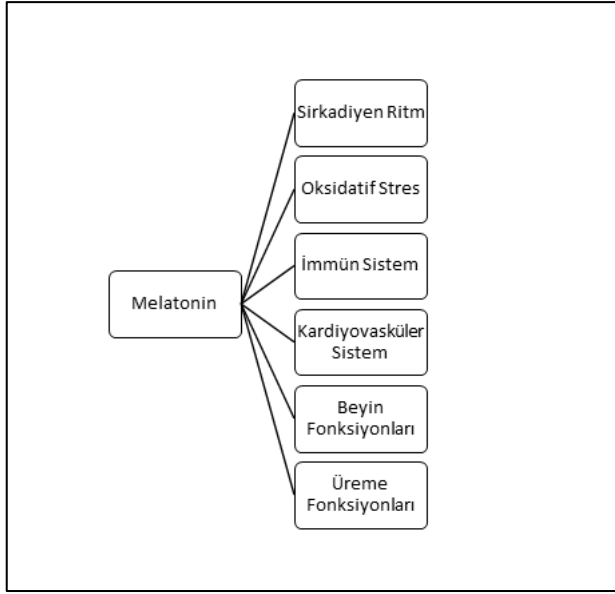 Sirkadiyen Ritm
Oksidatif Stres
İmmün Sistem
Melatonin
Kardiyovasküler
Sistem
Beyin
Fonksiyonları
Üreme
Fonksiyonları